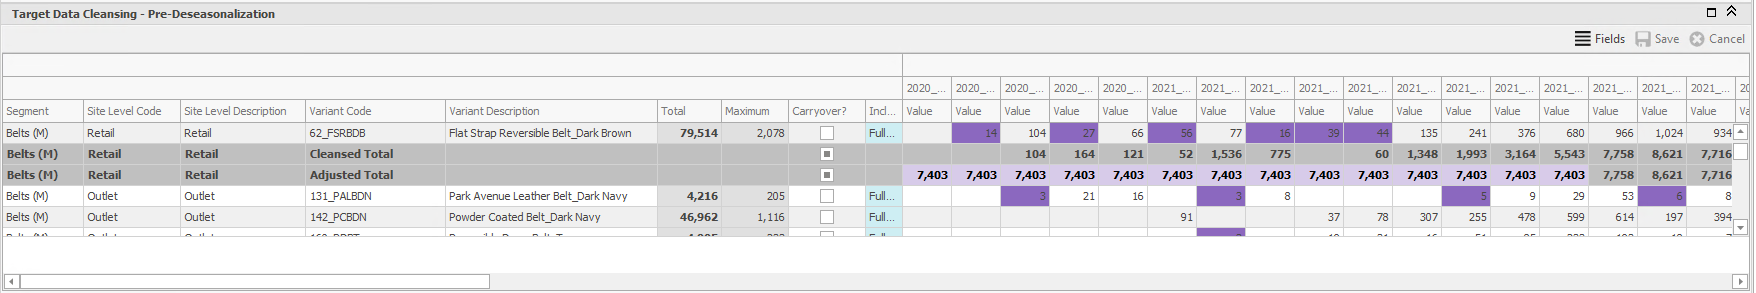 Target Data Cleansing - Pre-Deseasonalization
Fields Save Cancel
2020_... 2020_... 2020_... 2020_... 2020_... 2021_... 2021_... 2021_... 2021_... 2021_... 2021_... 2021_... 2021_... 2021_... 2021_... 2021_... 2021_... 20
Segment Site Level Code Site Level Description Variant Code Variant Description Total Maximum Carryover? Incl... Value Value Value Value Value Value Value Value Value Value Value Value Value Value Value Value Value Va
Belts (M) Retail Retail 62_FSRBDB Flat Strap Reversible Belt_Dark Brown 79,514 2,078 Full... 14 104 27 66 56 77 16 39 44 135 241 376 680 966 1,024 934
Belts (M) Retail Retail Cleansed Total 104 164 121 52 1,536 775 60 1,348 1,993 3,164 5,543 7,758 8,621 7,716
Belts (M) Retail Retail Adjusted Total 7,403 7,403 7,403 7,403 7,403 7,403 7,403 7,403 7,403 7,403 7,403 7,403 7,403 7,403 7,758 8,621 7,716
Belts (M) Outlet Outlet 131_PALBDN Park Avenue Leather Belt_Dark Navy 4,216 205 Full... 3 21 16 3 8 5 9 29 53 6 8
Belts (M) Outlet Outlet 142_PCBDN Powder Coated Belt_Dark Navy 46,962 1,116 Full... 91 37 78 307 255 478 599 614 197 394
Belts (M) Outlet Outlet